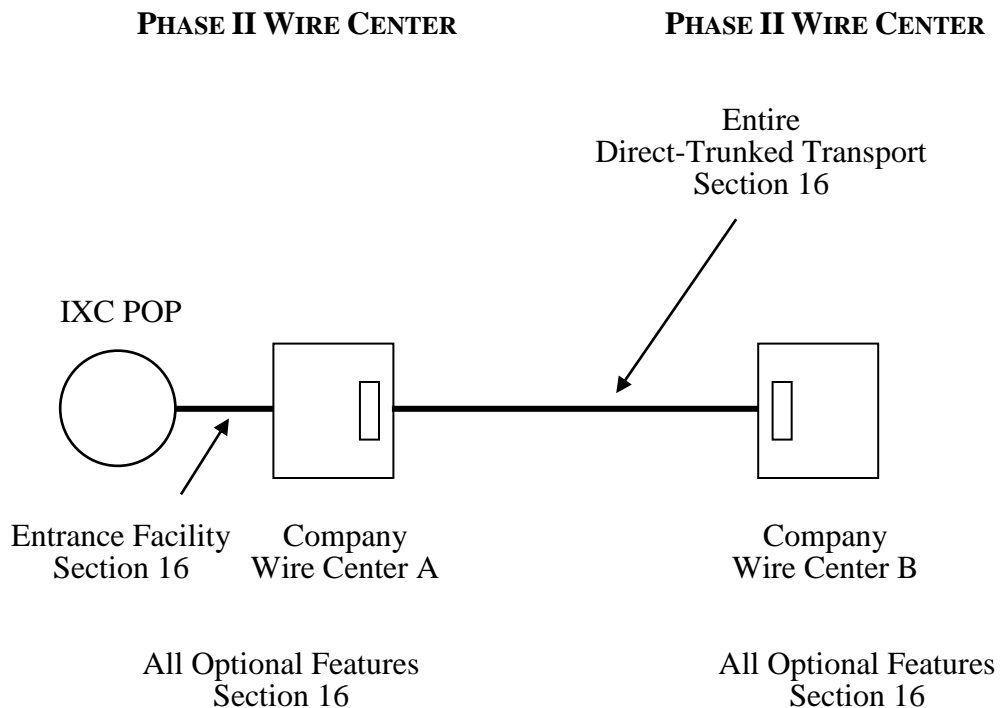 PHASE II WIRE CENTER
PHASE II WIRE CENTER
Entire
Direct-Trunked Transport
Section 16
IXC POP
Entrance Facility
Section 16
Company
Wire Center A
Company
Wire Center B
All Optional Features
Section 16
All Optional Features
Section 16